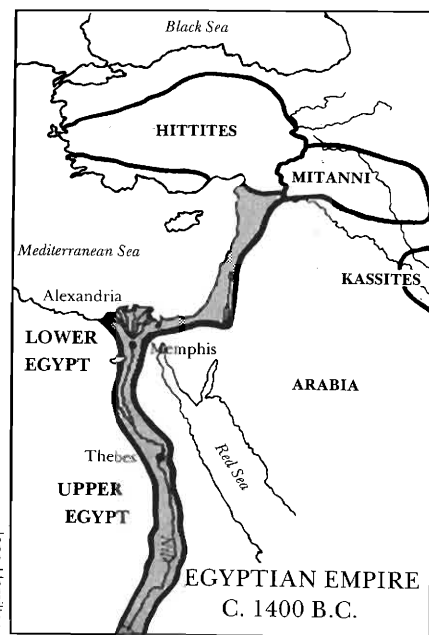 Black Sea
HITTITES
MITANNI
Mediterranean Sea
KASSITES
Alexandria
LOWER
EGYPT
Memphis
ARABIA
Thebes
Red Sea
UPPER
EGYPT
EGYPTIAN EMPIRE
C. 1400 B.C.